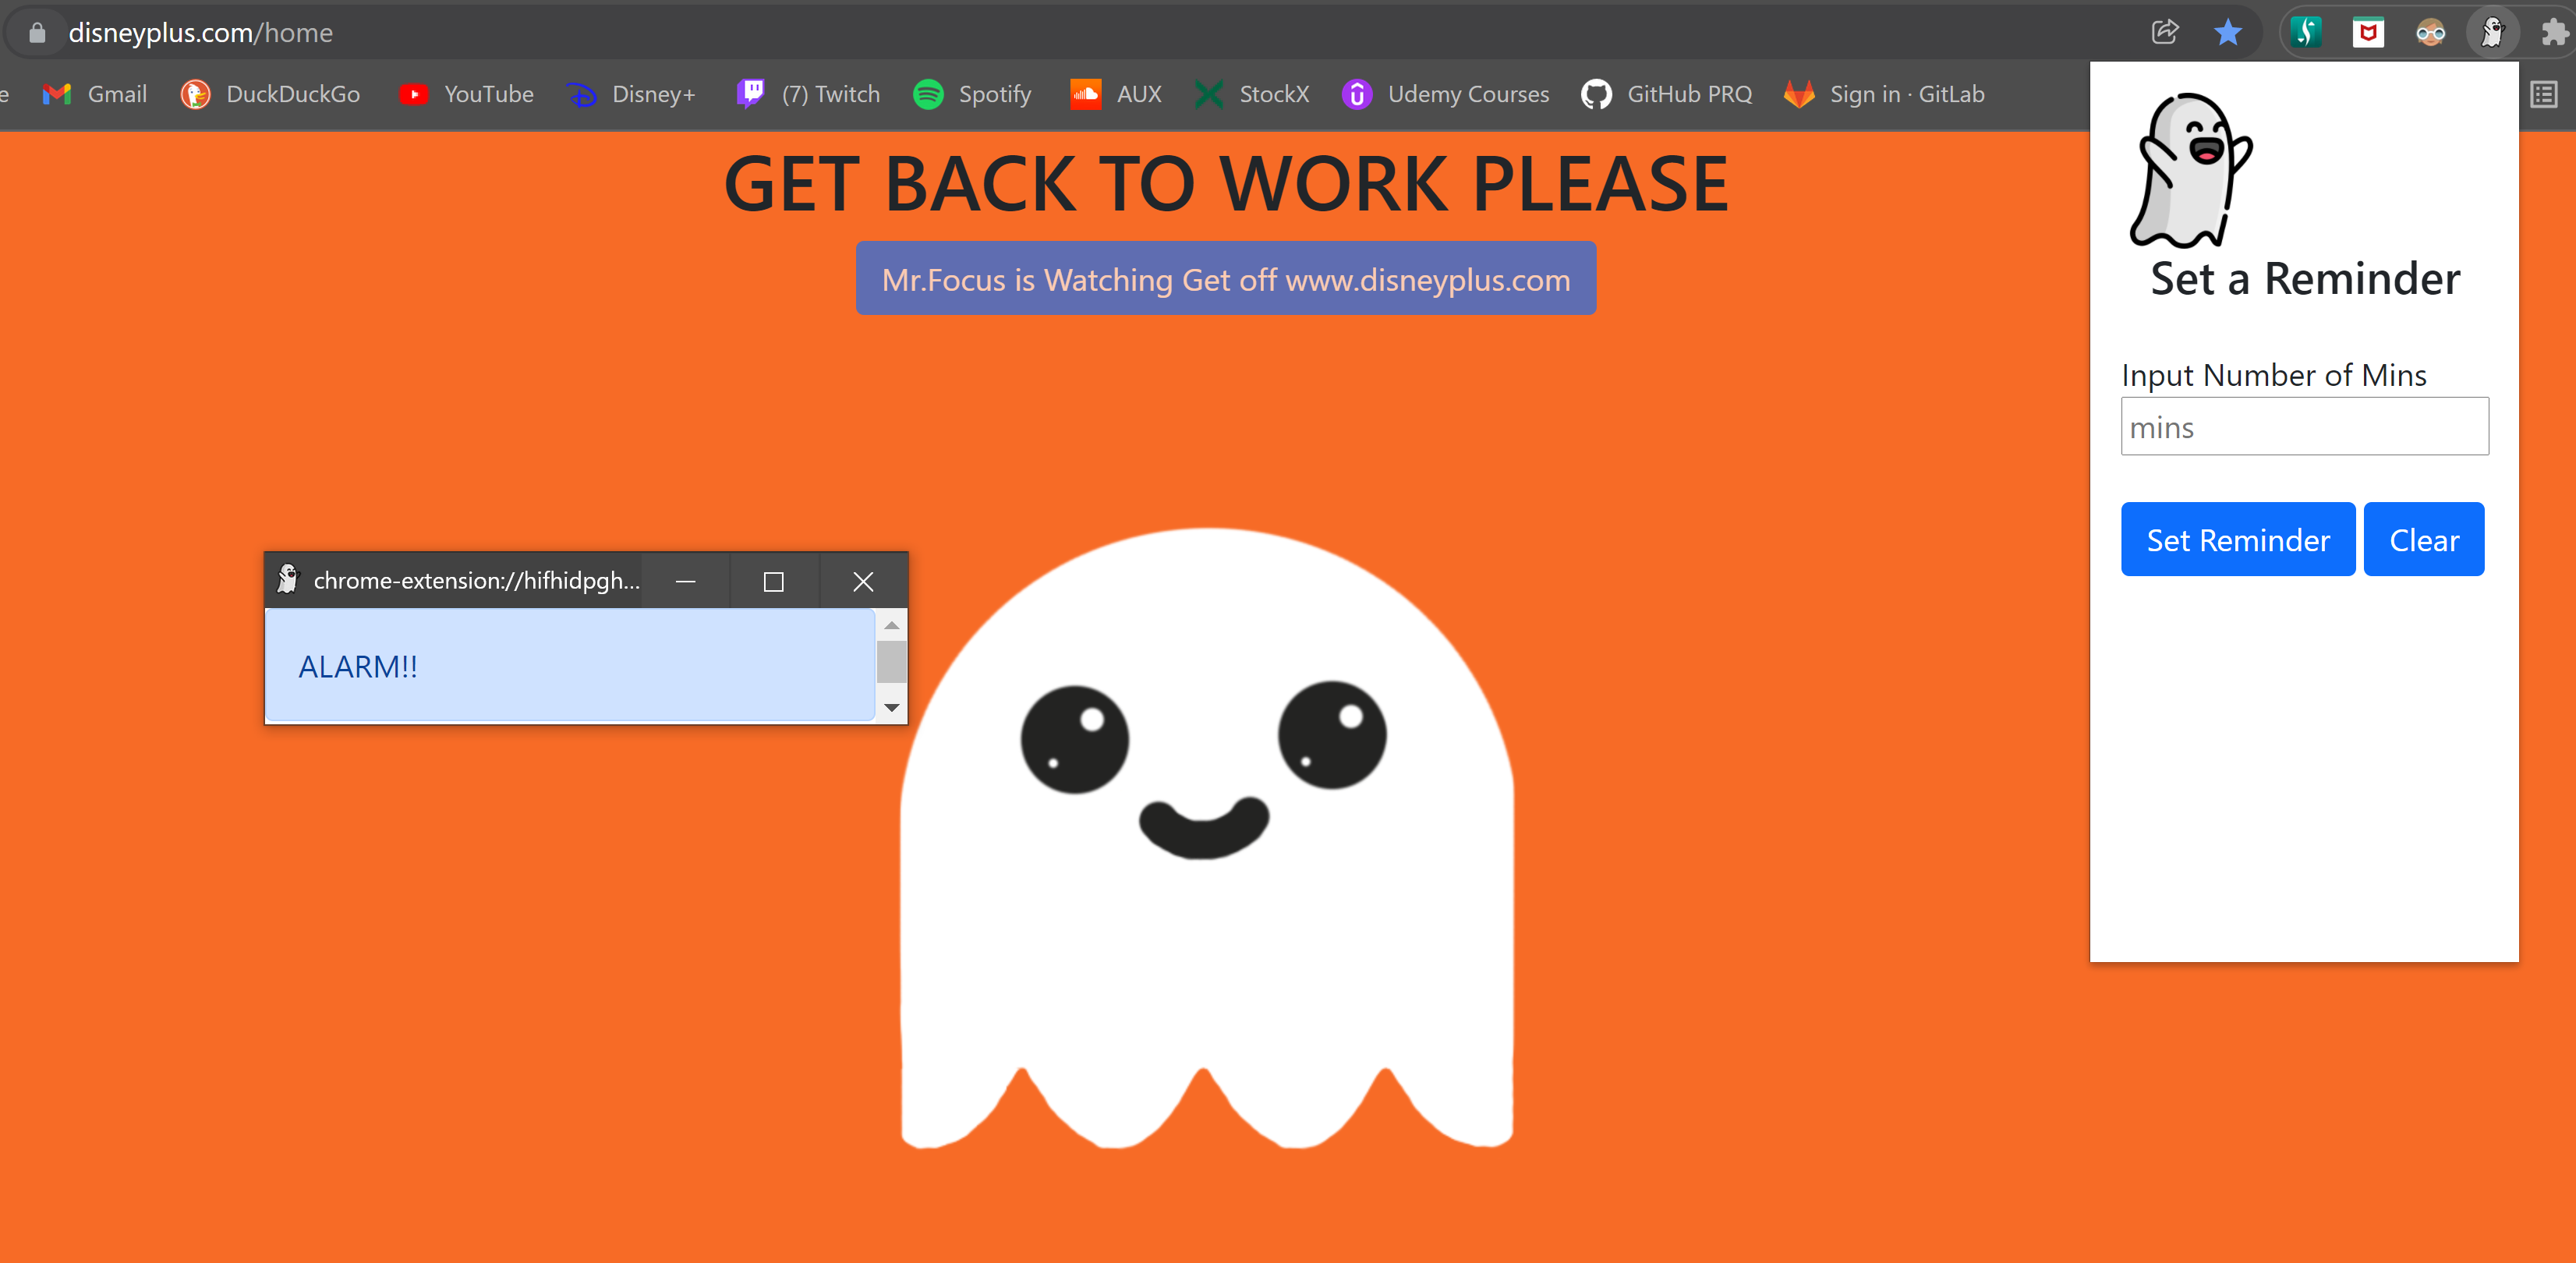 disneyplus.com/home
e Gmail DuckDuckGo YouTube Disney+ (7) Twitch Spotify AUX StockX Udemy Courses GitHub PRQ Sign in · GitLab
GET BACK TO WORK PLEASE
Mr.Focus is Watching Get off www.disneyplus.com
Set a Reminder
Input Number of Mins
mins
Set Reminder Clear
chrome-extension://hifhidpgh...
ALARM!!